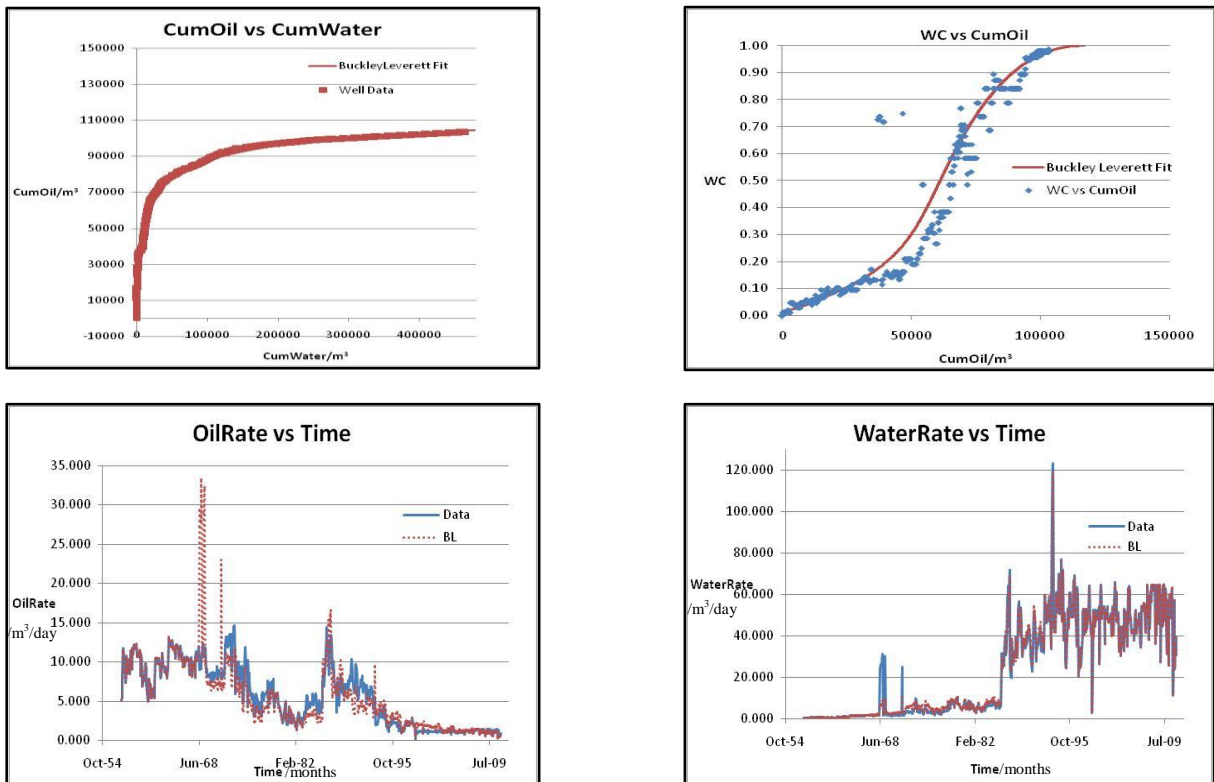 CumOil vs CumWater
150000
130000
110000
90000
70000
50000
30000
10000
-10000
CumOil/m³
BuckleyLeverett Fit
Well Data
0
100000
200000
300000
400000
CumWater/m³
WC vs CumOil
1.00
0.90
0.80
0.70
0.60
0.50
0.40
0.30
0.20
0.10
0.00
WC
Buckley Leverett Fit
WC vs CumOil
0
50000
100000
150000
CumOil/m³
OilRate vs Time
35.000
30.000
25.000
20.000
15.000
10.000
5.000
0.000
OilRate
/m³/day
Data
BL
Oct-54
Jun-68
Feb-82
Oct-95
Jul-09
Time/months
WaterRate vs Time
120.000
100.000
80.000
60.000
40.000
20.000
0.000
WaterRate
/m³/day
Data
BL
Oct-54
Jun-68
Feb-82
Oct-95
Jul-09
Time/months